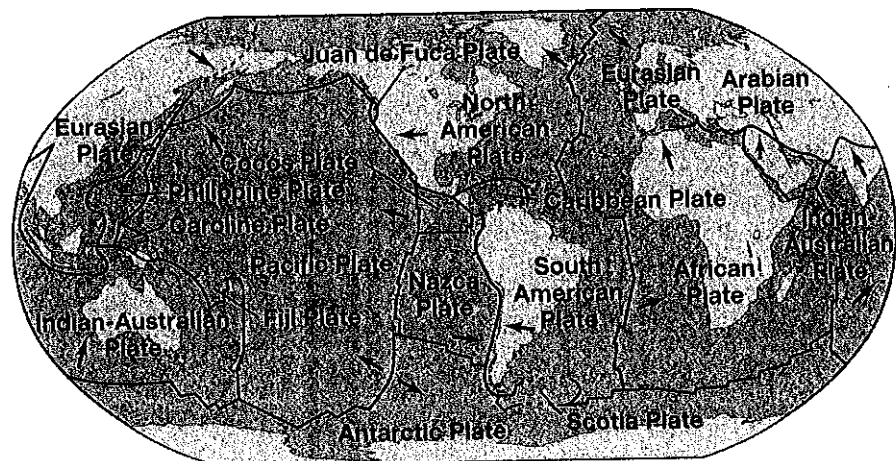 Juan de Fuca Plate
Eurasian
Plate
Arabian
Plate
North
American
Plate
Eurasian
Plate
Cocos Plate
Philippine Plate
Caroline Plate
Caribbean Plate
Indian-
Australian
Plate
Pacific Plate
Nazca
Plate
South
American
Plate
African
Plate
Indian-Australian
Plate
Fiji Plate
Antarctic Plate
Scotia Plate